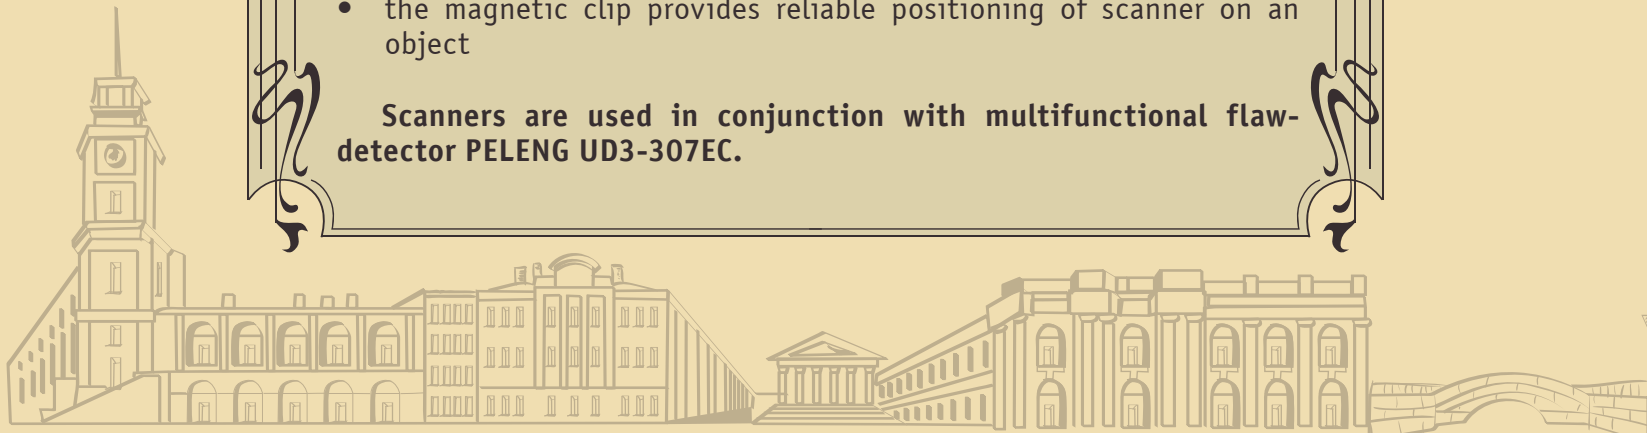 • the magnetic clip provides reliable positioning of scanner on an
object
Scanners are used in conjunction with multifunctional flaw-
detector PELENG UD3-307EC.